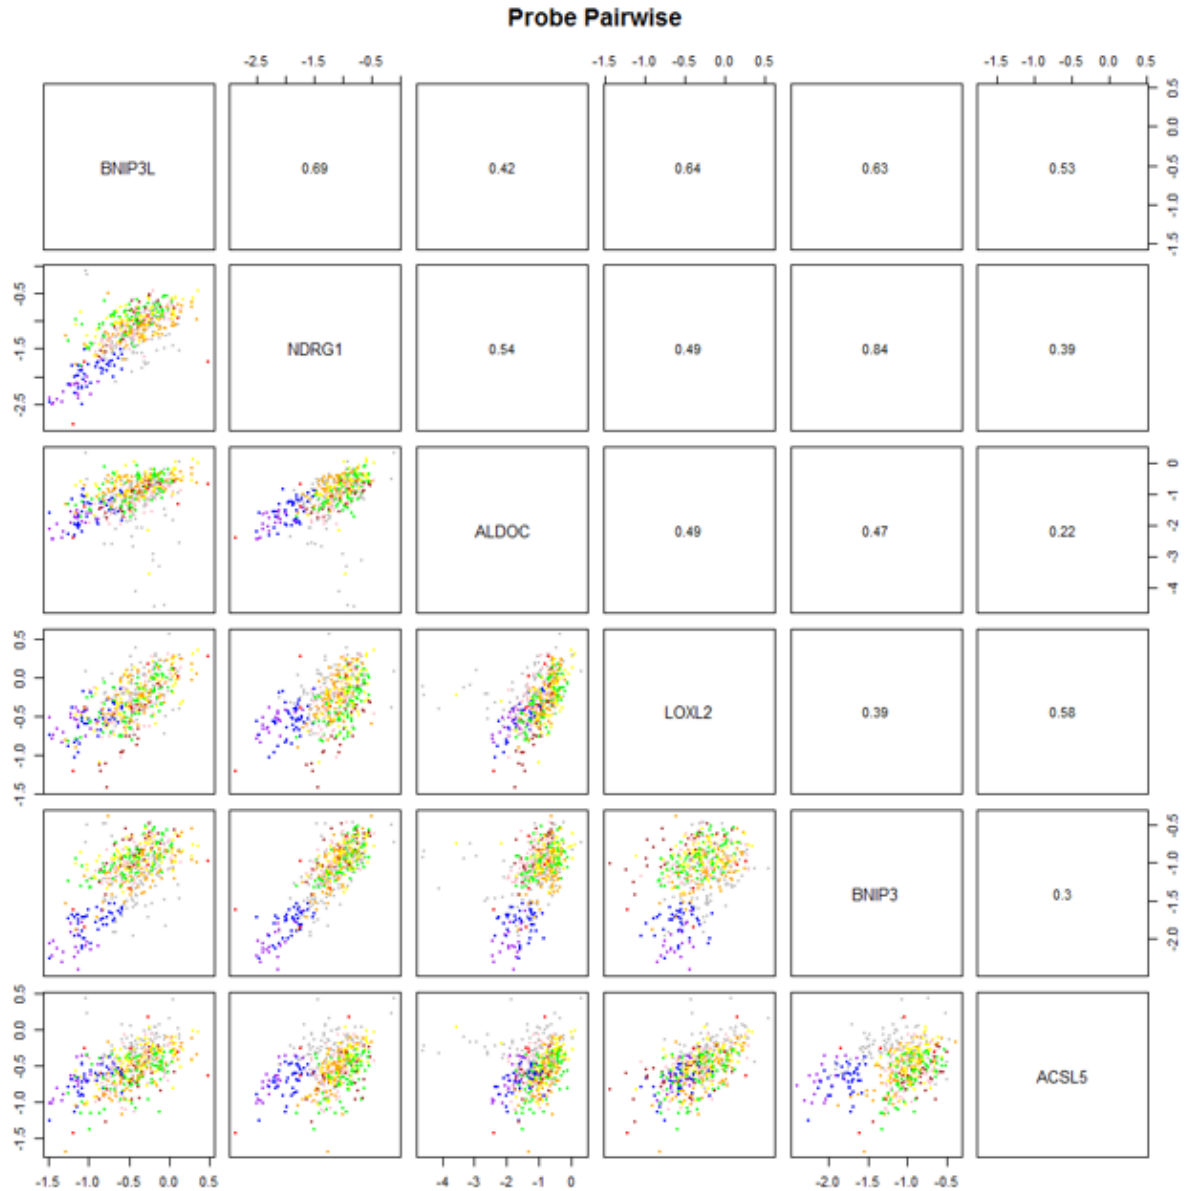 Probe Pairwise
-2.5 -1.5 -0.5 -1.5 -1.0 -0.5 0.0 0.5 -1.5 -1.0 -0.5 0.0 0.5
BNIP3L 0.69 0.42 0.64 0.63 0.53
0.5 0.0 -0.5 -1.0 -1.5
-0.5 -1.5 -2.5
NDRG1 0.54 0.49 0.84 0.39
ALDOC 0.49 0.47 0.22
0 -1 -2 -3 -4
0.5 0.0 -0.5 -1.0 -1.5
LOXL2 0.39 0.58
BNIP3 0.3
-0.5 -1.0 -1.5 -2.0
0.5 0.0 -0.5 -1.0 -1.5
ACSL5
-1.5 -1.0 -0.5 0.0 0.5 -4 -3 -2 -1 0 -2.0 -1.5 -1.0 -0.5